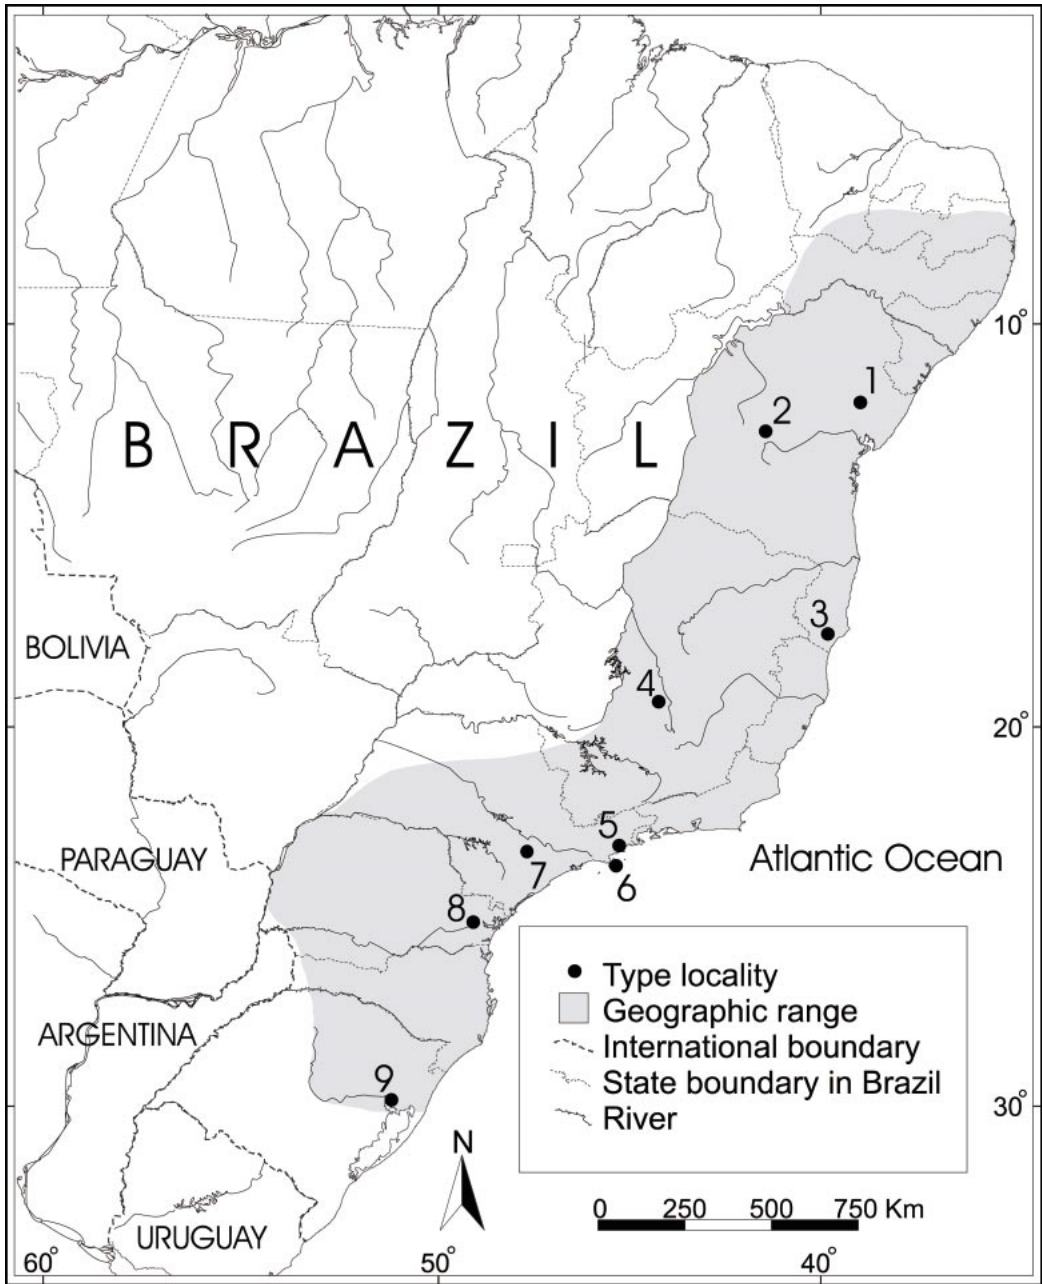 10°
1
2
B R A Z I L
3
BOLIVIA
4
20°
5
PARAGUAY
7
6
Atlantic Ocean
8
Type locality
Geographic range
ARGENTINA
International boundary
State boundary in Brazil
9
River
30°
N
0 250 500 750 Km
URUGUAY
60° 50° 40°